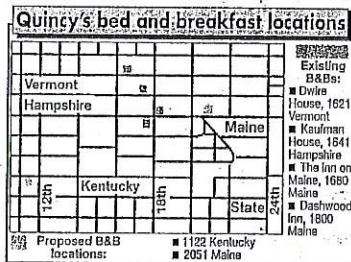 Quincy's bed and breakfast locations
Vermont
Hampshire
Maine
Kentucky
State
12th
18th
24th
Existing
B&Bs:
■ Dwire
House, 1621
Vermont
■ Kaufman
House, 1641
Hampshire
■ The Inn on
Maine, 1680
Maine
■ Dashwood
Inn, 1800
Maine
Proposed B&B
locations:
■ 1122 Kentucky
■ 2051 Maine